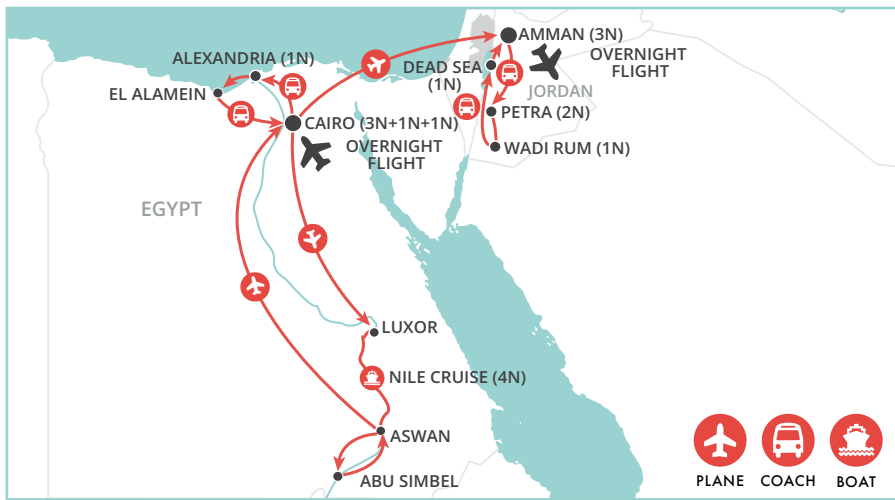 AMMAN (3N)
OVERNIGHT
FLIGHT
ALEXANDRIA (1N)
DEAD SEA
(1N)
EL ALAMEIN
JORDAN
PETRA (2N)
CAIRO (3N+1N+1N)
OVERNIGHT
FLIGHT
WADI RUM (1N)
EGYPT
LUXOR
NILE CRUISE (4N)
ASWAN
ABU SIMBEL
PLANE
COACH
BOAT